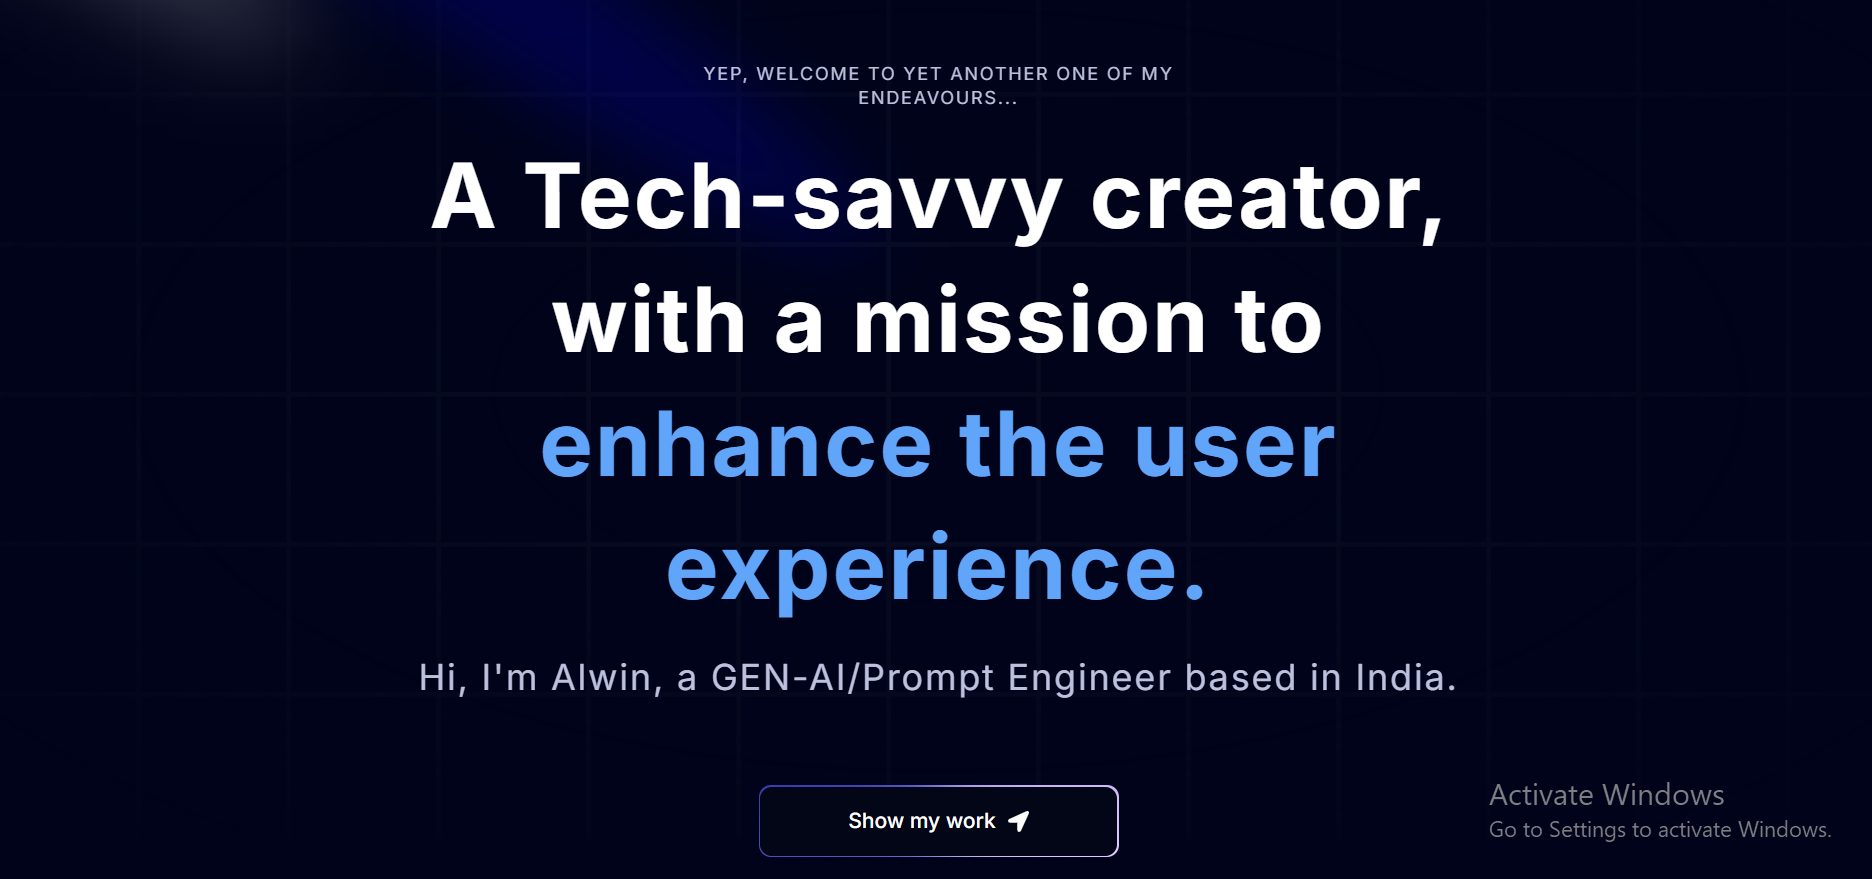 YEP, WELCOME TO YET ANOTHER ONE OF MY
ENDEAVOURS...
A Tech-savvy creator,
with a mission to
enhance the user
experience.
Hi, I'm Alwin, a GEN-AI/Prompt Engineer based in India.
Show my work
Activate Windows
Go to Settings to activate Windows.